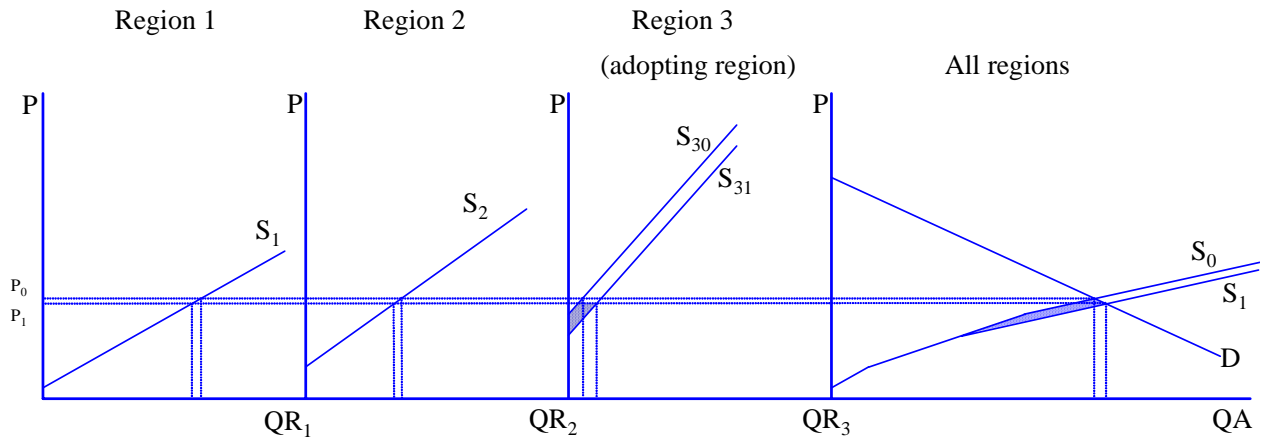 Region 1
Region 2
Region 3
(adopting region)
All regions
P
P
P
P
S30
S31
S2
S1
S0
S1
P0
P1
D
QR1
QR2
QR3
QA